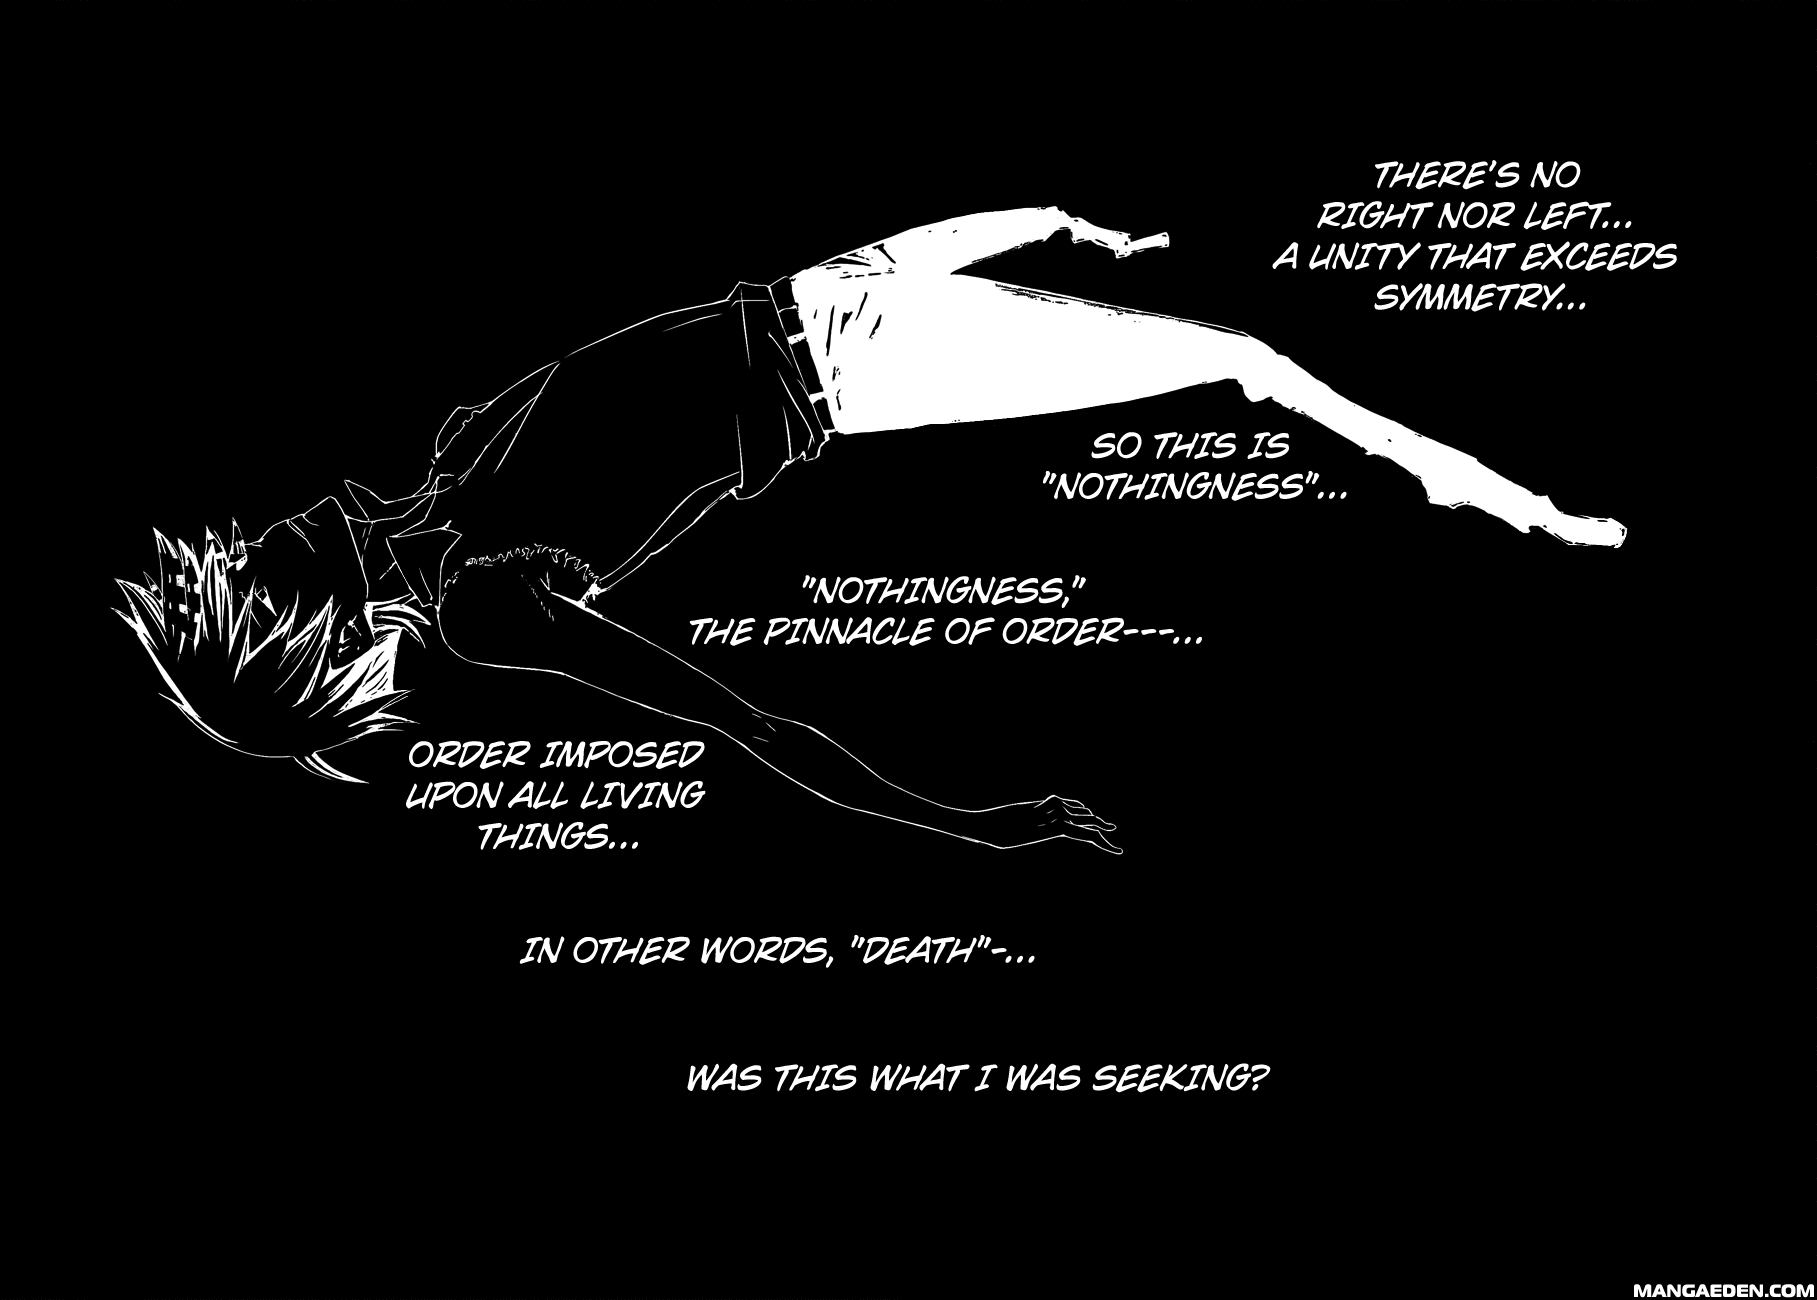 THERE'S NO
RIGHT NOR LEFT...
A UNITY THAT EXCEEDS
SYMMETRY...
SO THIS IS
"NOTHINGNESS"...
"NOTHINGNESS,"
THE PINNACLE OF ORDER---...
ORDER IMPOSED
UPON ALL LIVING
THINGS...
IN OTHER WORDS, "DEATH"-...
WAS THIS WHAT I WAS SEEKING?
MANGAEDEN.COM